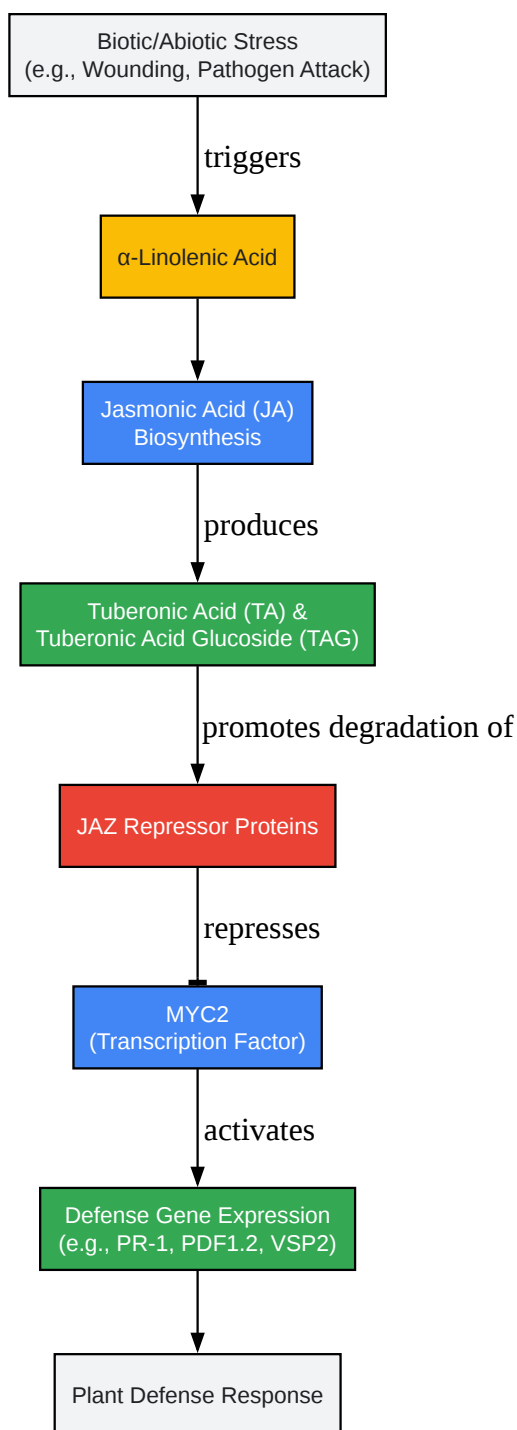 Biotic/Abiotic Stress
(e.g., Wounding, Pathogen Attack)
triggers
α-Linolenic Acid
Jasmonic Acid (JA)
Biosynthesis
produces
Tuberonic Acid (TA) &
Tuberonic Acid Glucoside (TAG)
promotes degradation of
JAZ Repressor Proteins
represses
MYC2
(Transcription Factor)
activates
Defense Gene Expression
(e.g., PR-1, PDF1.2, VSP2)
Plant Defense Response